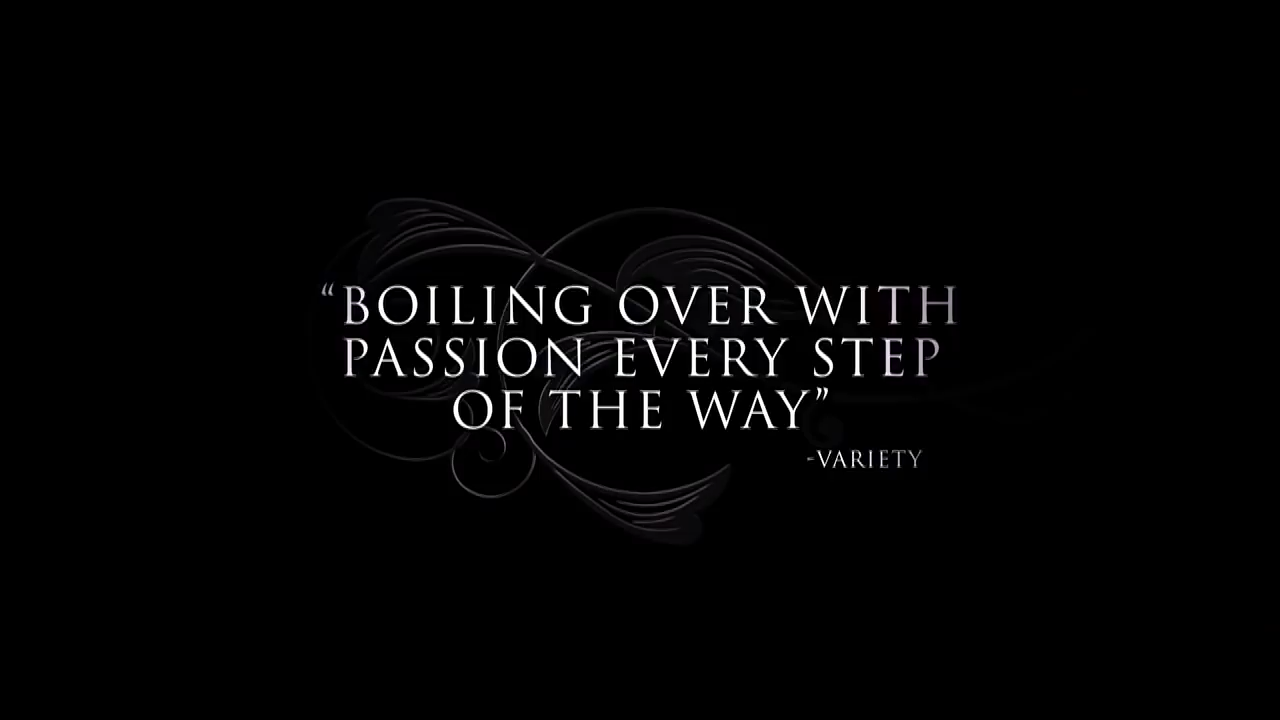 “BOILING OVER WITH
PASSION EVERY STEP
OF THE WAY”
-VARIETY